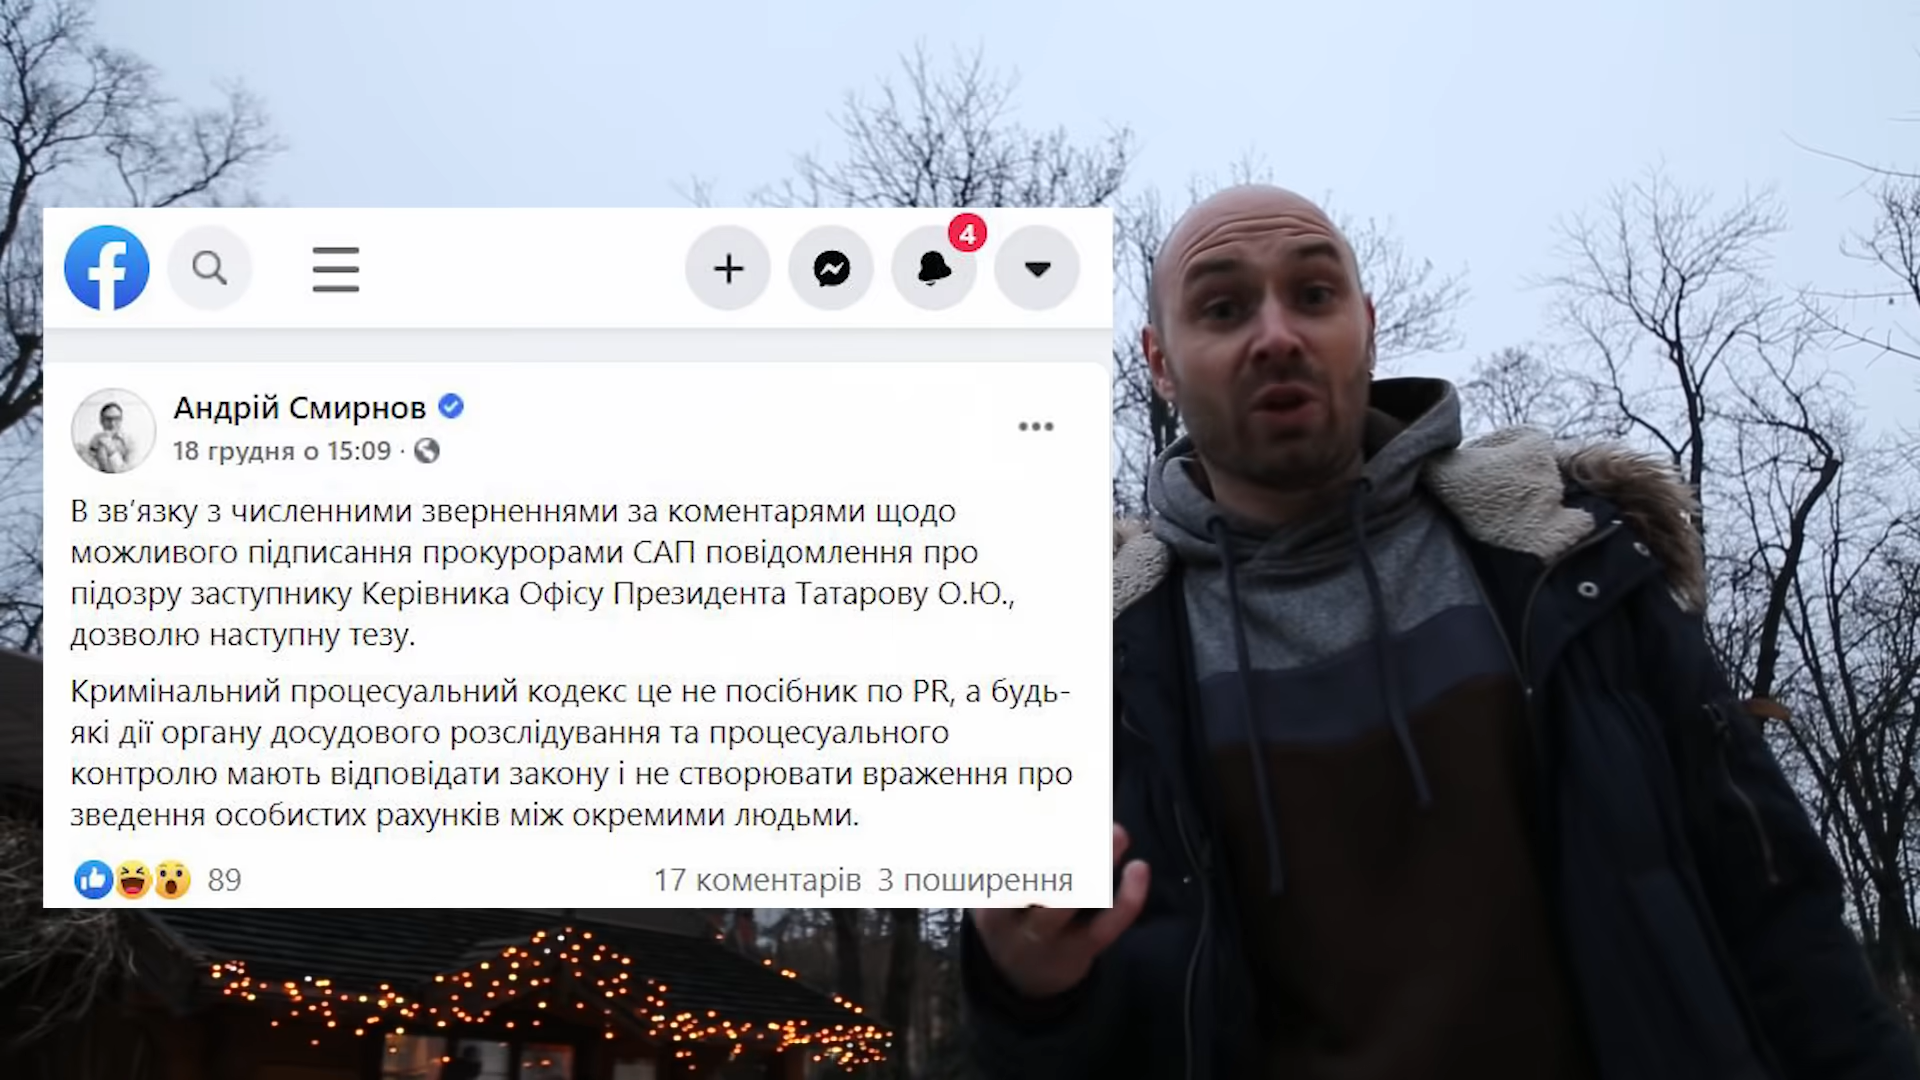 4
Андрій Смирнов
18 грудня о 15:09 ·
В зв’язку з численними зверненнями за коментарями щодо
можливого підписання прокурорами САП повідомлення про
підозру заступнику Керівника Офісу Президента Татарову О.Ю.,
дозволю наступну тезу.
Кримінальний процесуальний кодекс це не посібник по PR, а будь-
які дії органу досудового розслідування та процесуального
контролю мають відповідати закону і не створювати враження про
зведення особистих рахунків між окремими людьми.
89
17 коментарів 3 поширення